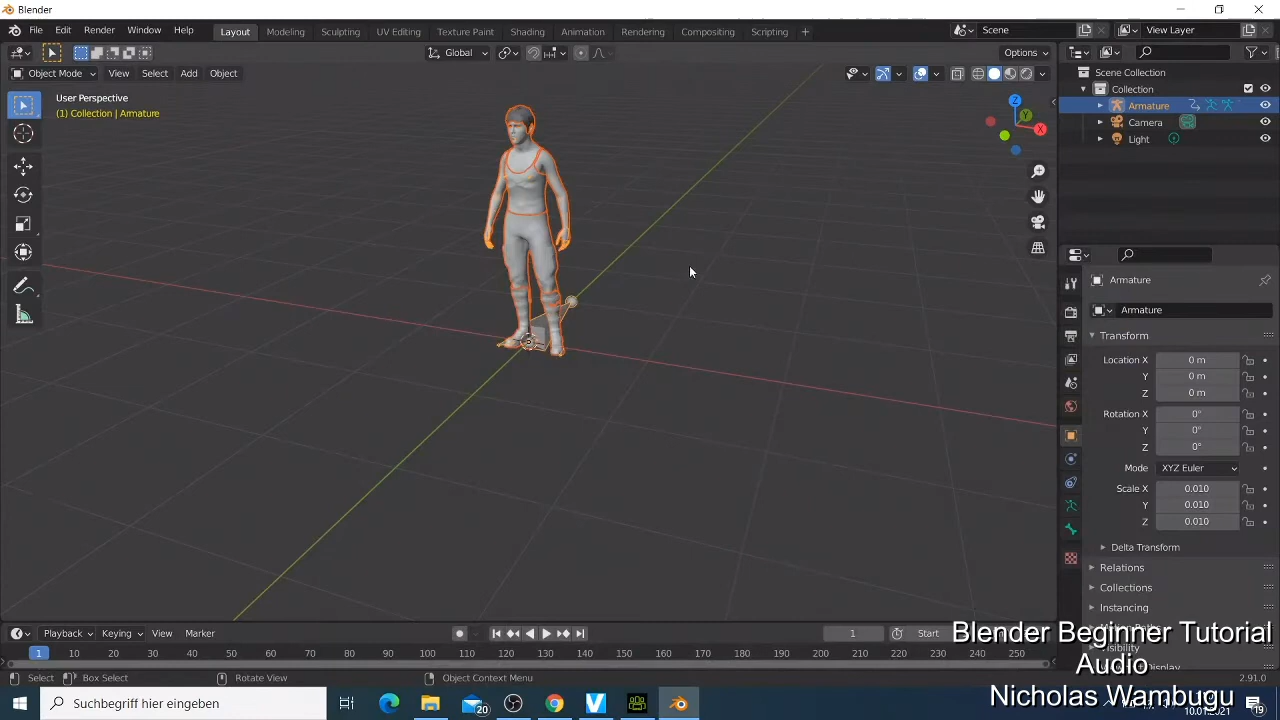 Blender
File Edit Render Window Help Layout Modeling Sculpting UV Editing Texture Paint Shading Animation Rendering Compositing Scripting + Scene View Layer
Global Options
Object Mode View Select Add Object
User Perspective
(1) Collection | Armature
Z
Y
X
Scene Collection
Collection
Armature
Camera
Light
Armature
Armature
Transform
Location X 0 m
Y 0 m
Z 0 m
Rotation X 0°
Y 0°
Z 0°
Mode XYZ Euler
Scale X 0.010
Y 0.010
Z 0.010
Delta Transform
Relations
Collections
Instancing
Visibility
Playback Keying View Marker 1 Start
1 10 20 30 40 50 60 70 80 90 100 110 120 130 140 150 160 170 180 190 200 210 220 230 240 250
Select Box Select Rotate View Object Context Menu 2.91.0
Blender Beginner Tutorial
Audio
Nicholas Wambugu
Suchbegriff hier eingeben
20
10.01.2021
19